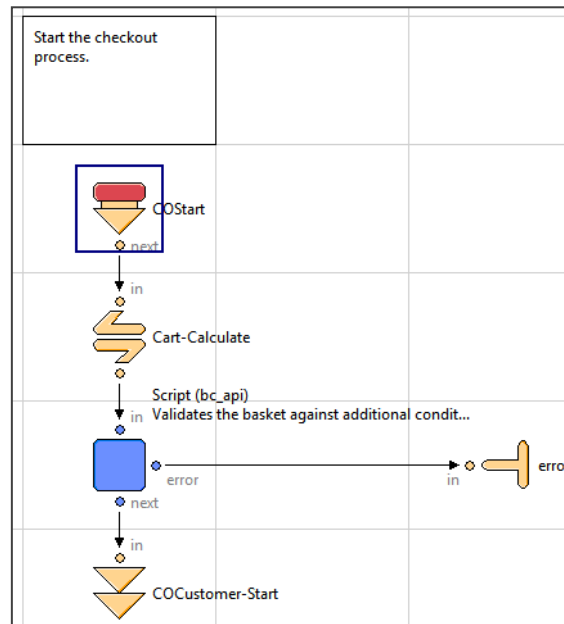 Start the checkout
process.
COStart
next
in
Cart-Calculate
Script (bc_api)
in Validates the basket against additional condit...
error
in
erro
next
in
COCustomer-Start